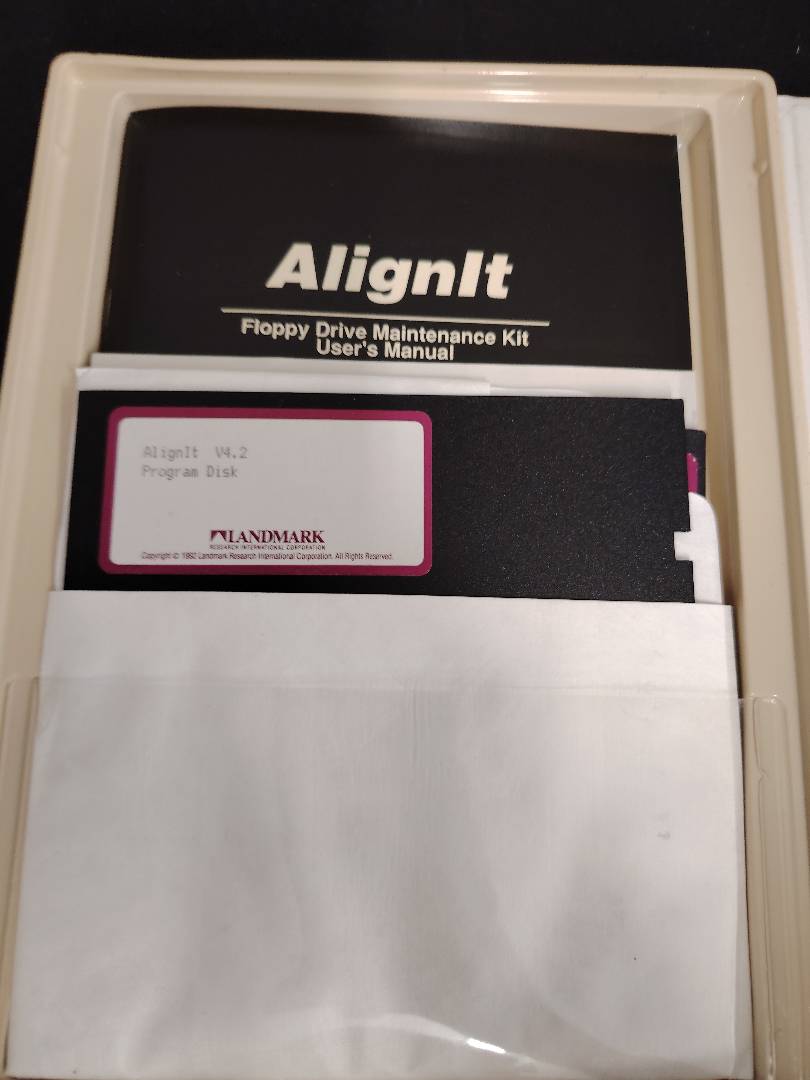 AlignIt
Floppy Drive Maintenance Kit
User's Manual
AlignIt V4.2
Program Disk
LANDMARK
RESEARCH INTERNATIONAL CORPORATION
Copyright © 1992 Landmark Research International Corporation. All Rights Reserved.